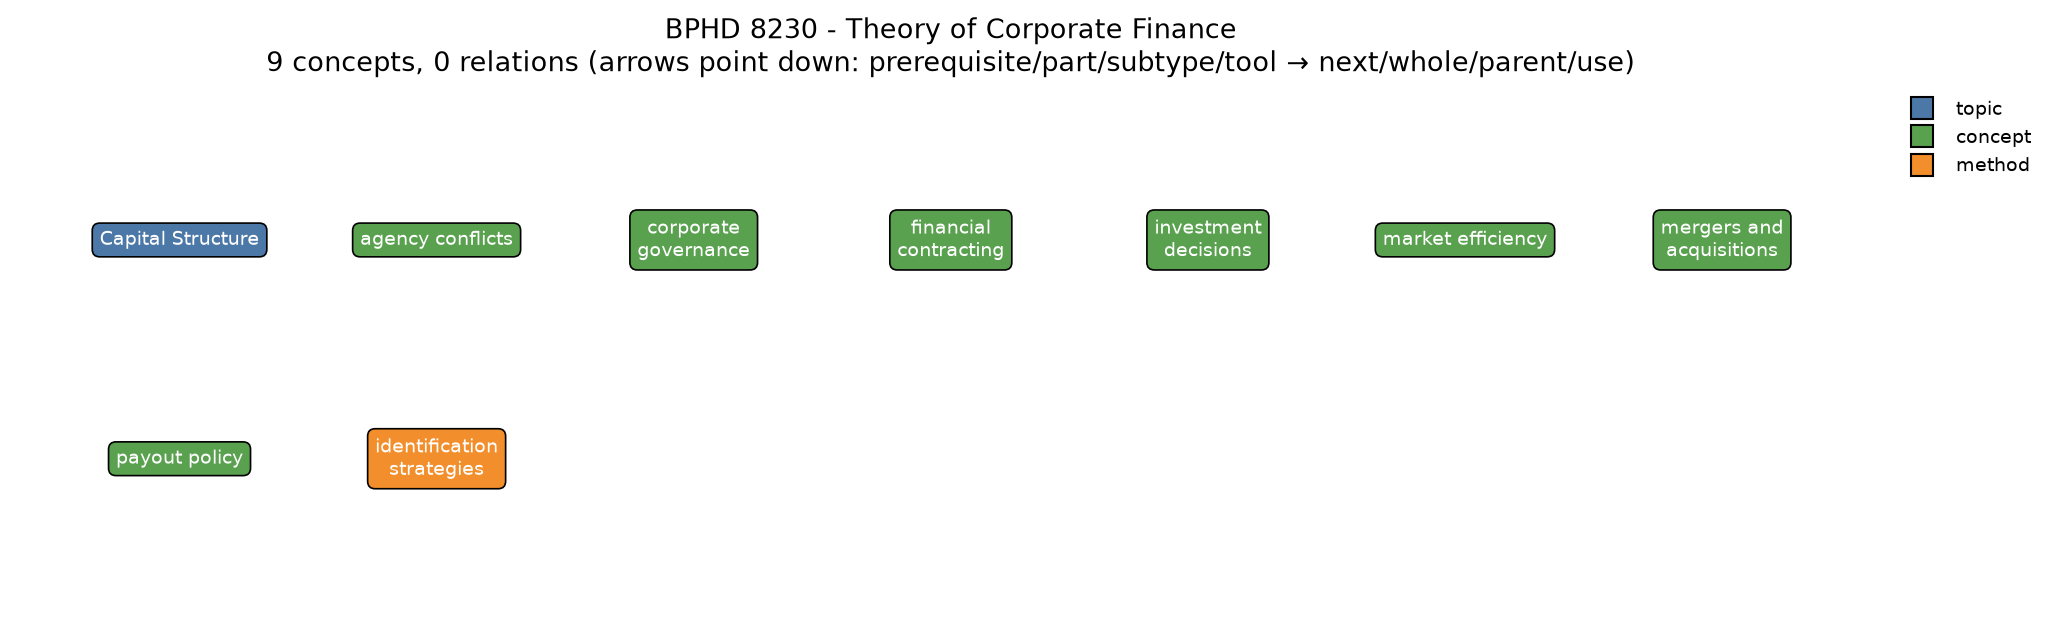 BPHD 8230 - Theory of Corporate Finance
9 concepts, 0 relations (arrows point down: prerequisite/part/subtype/tool → next/whole/parent/use)
topic
concept
method
Capital Structure
agency conflicts
corporate
governance
financial
contracting
investment
decisions
market efficiency
mergers and
acquisitions
payout policy
identification
strategies